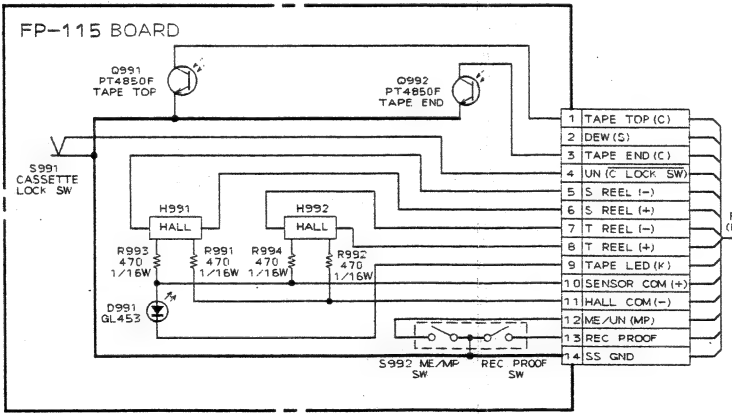 FP-115 BOARD
Q991
PT4850F
TAPE TOP
Q992
PT4850F
TAPE END
S991
CASSETTE
LOCK SW
H991
HALL
H992
HALL
R993
470
1/16W
R991
470
1/16W
R994
470
1/16W
R992
470
1/16W
D991
GL453
S992 ME/MP
SW
REC PROOF
SW
1 TAPE TOP (C)
2 DEW (S)
3 TAPE END (C)
4 UN (C LOCK SW)
5 S REEL (-)
6 S REEL (+)
7 T REEL (-)
8 T REEL (+)
9 TAPE LED (K)
10 SENSOR COM (+)
11 HALL COM (-)
12 ME/UN (MP)
13 REC PROOF
14 SS GND